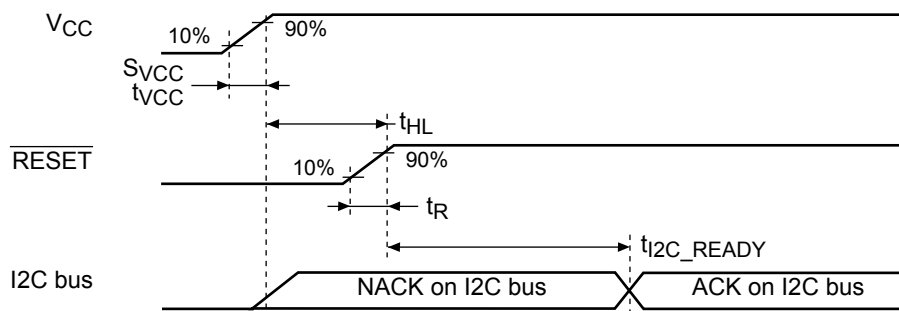 VCC
10%
90%
SVCC
tVCC
tHL
RESET
10%
90%
tR
tI2C_READY
I2C bus
NACK on I2C bus
ACK on I2C bus